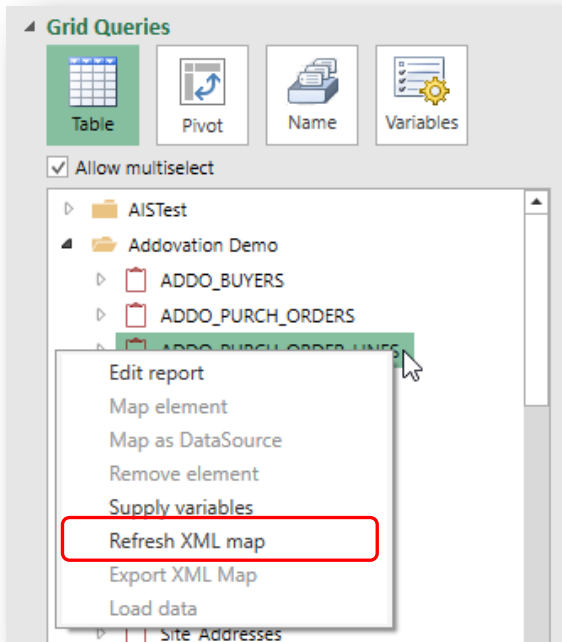 Grid Queries
Table Pivot Name Variables
Allow multiselect
AISTest
Addovation Demo
ADDO_BUYERS
ADDO_PURCH_ORDERS
ADDO_PURCH_ORDER_LINES
Edit report
Map element
Map as DataSource
Remove element
Supply variables
Refresh XML map
Export XML Map
Load data
Site Addresses